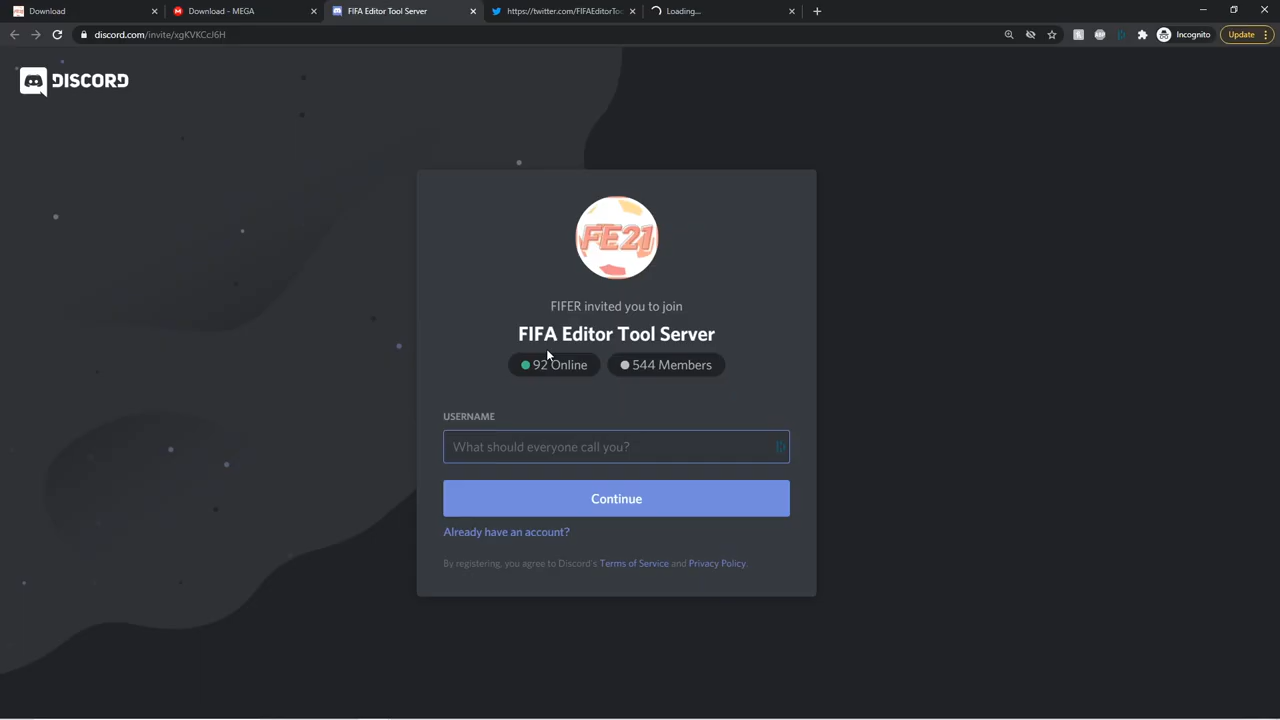 Download
Download - MEGA
FIFA Editor Tool Server
https://twitter.com/FIFAEditorToo
Loading...
discord.com/invite/xgKVKCcJ6H
Incognito
Update
DISCORD
FE21
FIFER invited you to join
FIFA Editor Tool Server
92 Online
544 Members
USERNAME
What should everyone call you?
Continue
Already have an account?
By registering, you agree to Discord's Terms of Service and Privacy Policy.